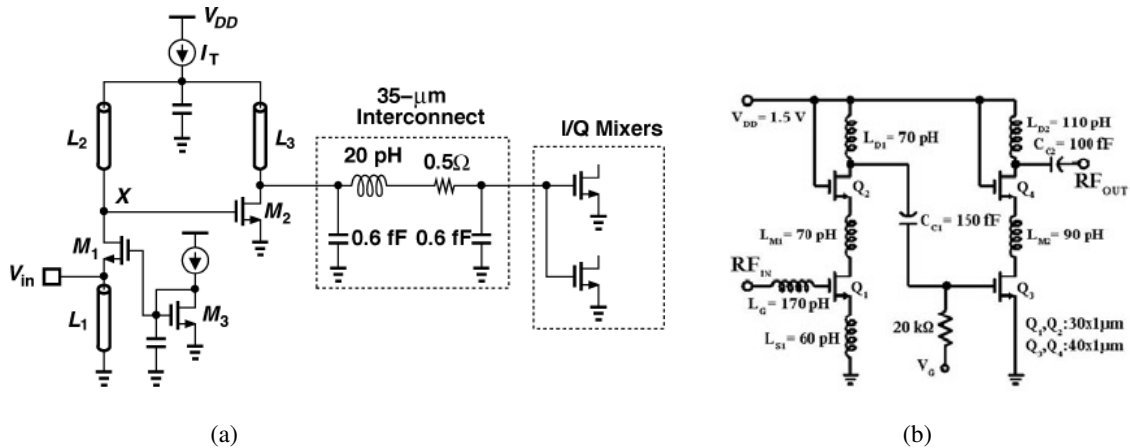 V_DD
I_T
L_2
L_3
35–μm
Interconnect
20 pH
0.5Ω
0.6 fF
0.6 fF
I/Q Mixers
X
M_2
M_1
V_in
L_1
M_3
(a)
V_DD = 1.5 V
L_D1 = 70 pH
L_D2 = 110 pH
C_C2 = 100 fF
RF_OUT
Q_2
Q_4
C_C1 = 150 fF
L_M1 = 70 pH
L_M2 = 90 pH
RF_IN
Q_1
Q_3
L_G = 170 pH
20 kΩ
L_S1 = 60 pH
V_G
Q_1,Q_2:30x1μm
Q_3,Q_4:40x1μm
(b)